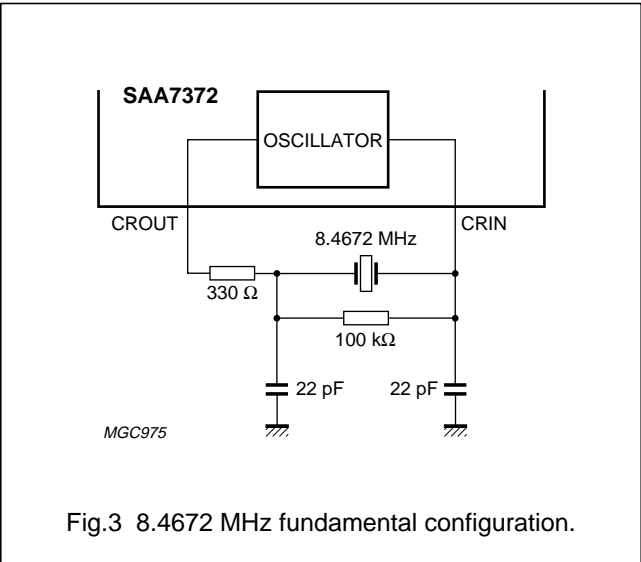 SAA7372
OSCILLATOR
CROUT
CRIN
8.4672 MHz
330 Ω
100 kΩ
22 pF
22 pF
MGC975
Fig.3 8.4672 MHz fundamental configuration.